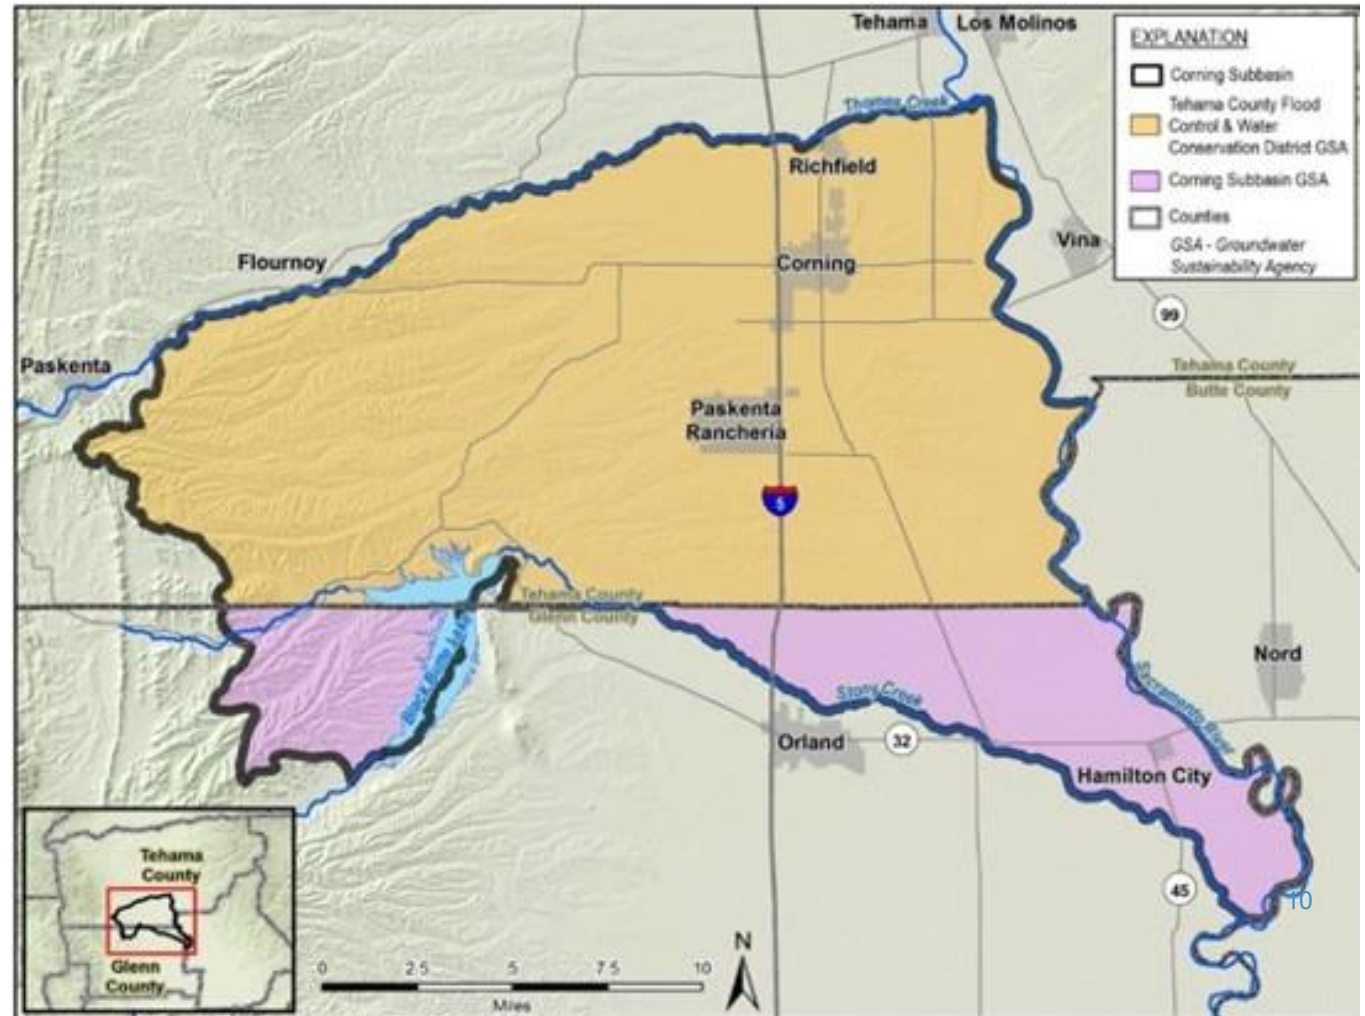 Tehama
Los Molinos
EXPLANATION
Corning Subbasin
Tehama County Flood
Control & Water
Conservation District GSA
Corning Subbasin GSA
Counties
GSA - Groundwater
Sustainability Agency
Thomes Creek
Richfield
Vina
Flournoy
Corning
99
Paskenta
Tehama County
Butte County
Paskenta
Rancheria
5
Tehama County
Glenn County
Black Butte Lake
Nord
Stony Creek
Sacramento River
Orland
32
Hamilton City
45
10
Tehama
County
Glenn
County
N
0 2.5 5 7.5 10
Miles